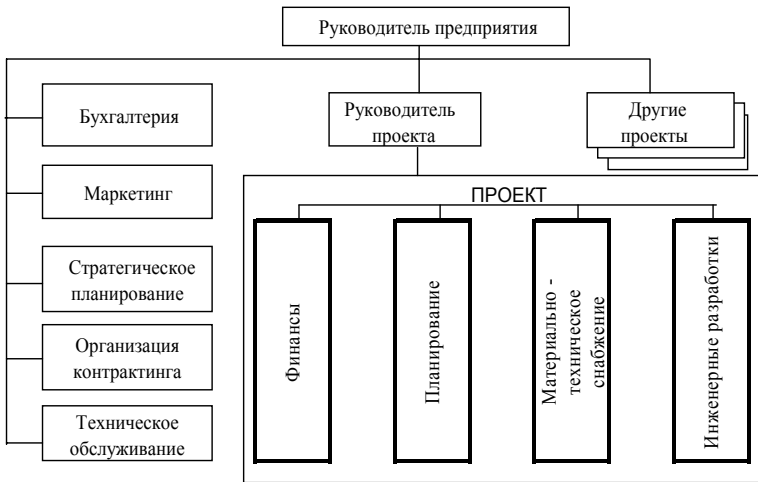 Руководитель предприятия
Бухгалтерия
Руководитель
проекта
Другие
проекты
Маркетинг
ПРОЕКТ
Стратегическое
планирование
Организация
контрактинга
Техническое
обслуживание
Финансы
Планирование
Материально -
техническое
снабжение
Инженерные разработки